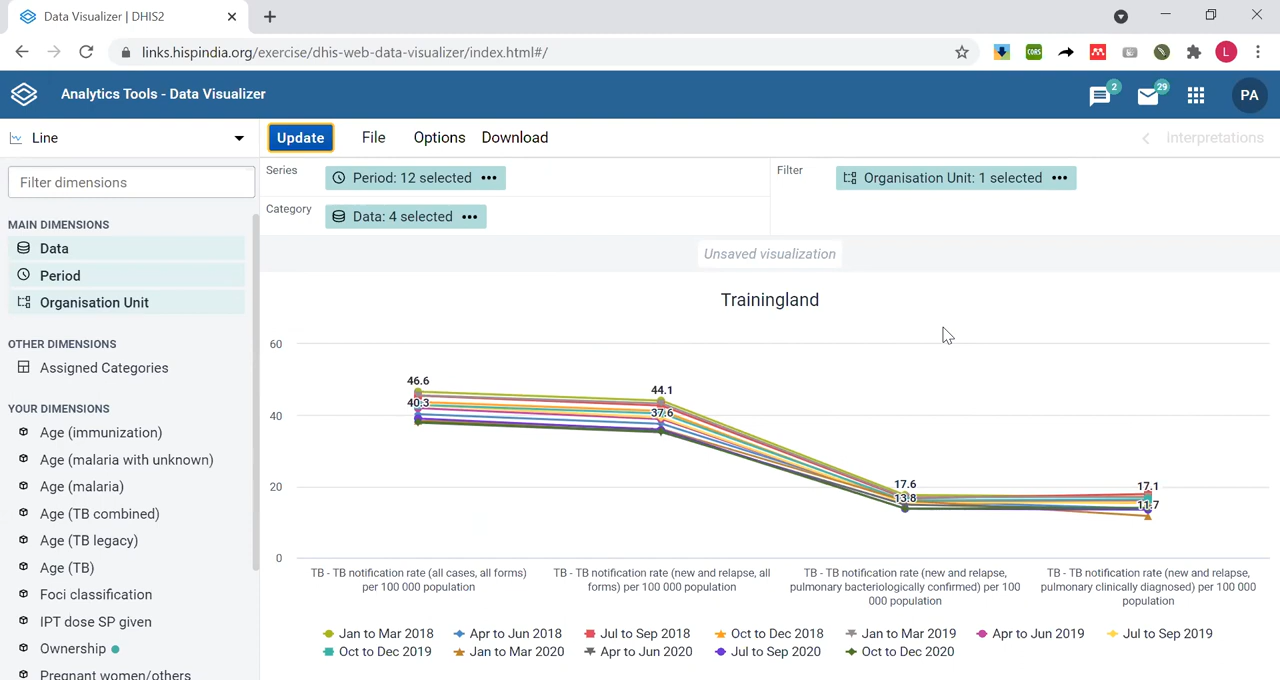 Data Visualizer | DHIS2
links.hispindia.org/exercise/dhis-web-data-visualizer/index.html#/
CORS
L
Analytics Tools - Data Visualizer
2
29
PA
Line
Update
File
Options
Download
Interpretations
Filter dimensions
Series
Period: 12 selected
Filter
Organisation Unit: 1 selected
Category
Data: 4 selected
MAIN DIMENSIONS
Data
Period
Organisation Unit
OTHER DIMENSIONS
Assigned Categories
YOUR DIMENSIONS
Age (immunization)
Age (malaria with unknown)
Age (malaria)
Age (TB combined)
Age (TB legacy)
Age (TB)
Foci classification
IPT dose SP given
Ownership
Pregnant women/others
Unsaved visualization
Trainingland
60
40
20
0
46.6
40.3
44.1
37.6
17.6
13.8
17.1
11.7
TB - TB notification rate (all cases, all forms)
per 100 000 population
TB - TB notification rate (new and relapse, all
forms) per 100 000 population
TB - TB notification rate (new and relapse,
pulmonary bacteriologically confirmed) per 100
000 population
TB - TB notification rate (new and relapse,
pulmonary clinically diagnosed) per 100 000
population
Jan to Mar 2018
Apr to Jun 2018
Jul to Sep 2018
Oct to Dec 2018
Jan to Mar 2019
Apr to Jun 2019
Jul to Sep 2019
Oct to Dec 2019
Jan to Mar 2020
Apr to Jun 2020
Jul to Sep 2020
Oct to Dec 2020